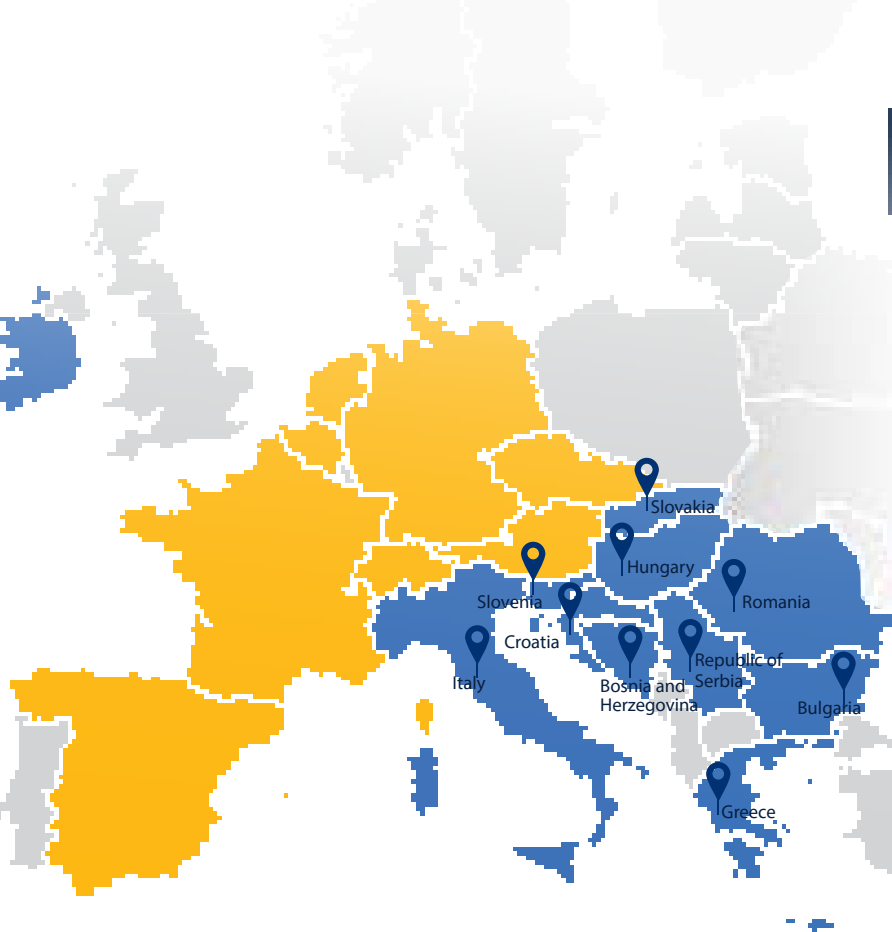 Slovakia
Hungary
Romania
Slovenia
Croatia
Italy
Republic of
Serbia
Bosnia and
Herzegovina
Bulgaria
Greece